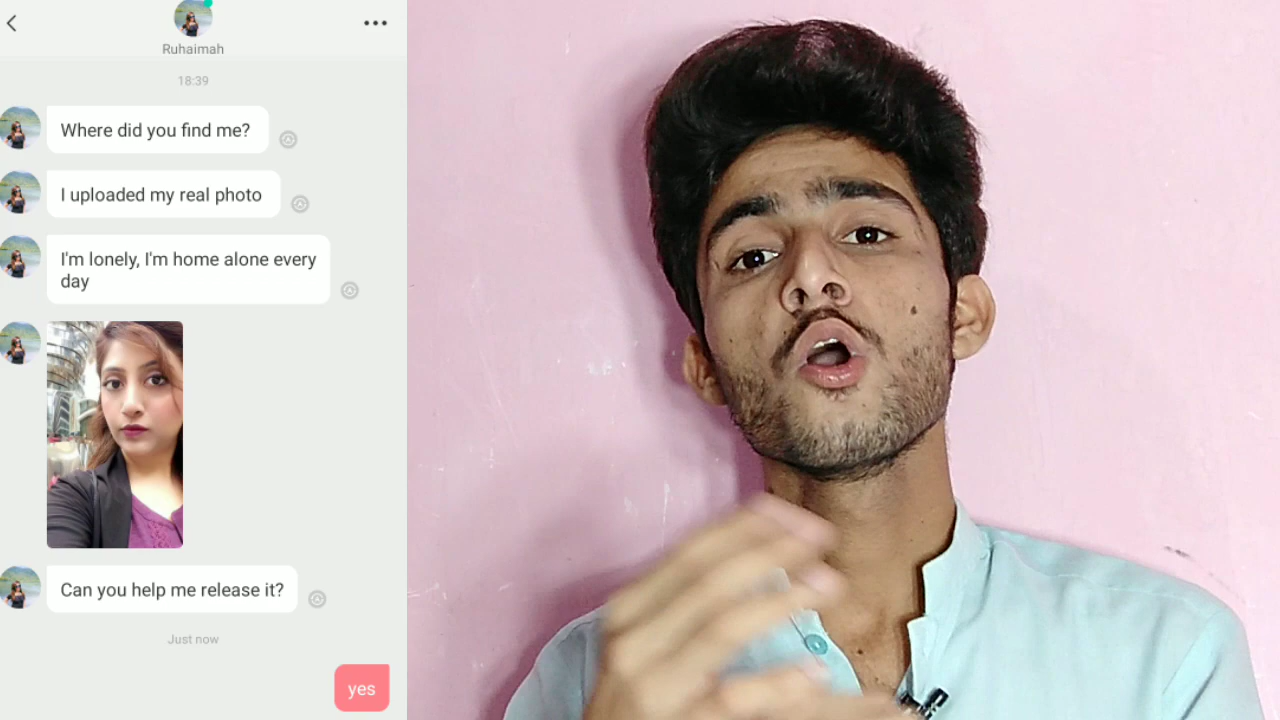 Ruhaimah
18:39
Where did you find me?
I uploaded my real photo
I'm lonely, I'm home alone every
day
Can you help me release it?
Just now
yes